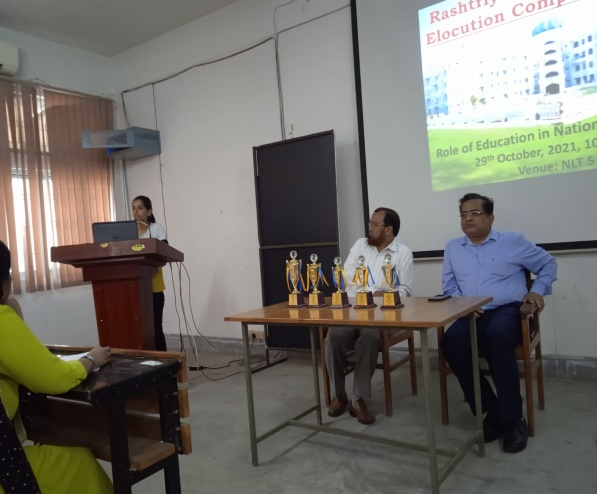 Rashtriy
Elocution Comp
Role of Education in Nation
29th October, 2021, 10
Venue: NLT S